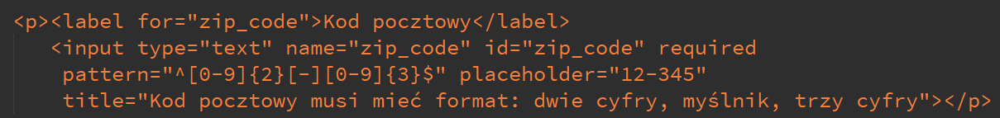 <p><label for="zip_code">Kod pocztowy</label>
<input type="text" name="zip_code" id="zip_code" required
pattern="^[0-9]{2}[-][0-9]{3}$" placeholder="12-345"
title="Kod pocztowy musi mieć format: dwie cyfry, myślnik, trzy cyfry"></p>